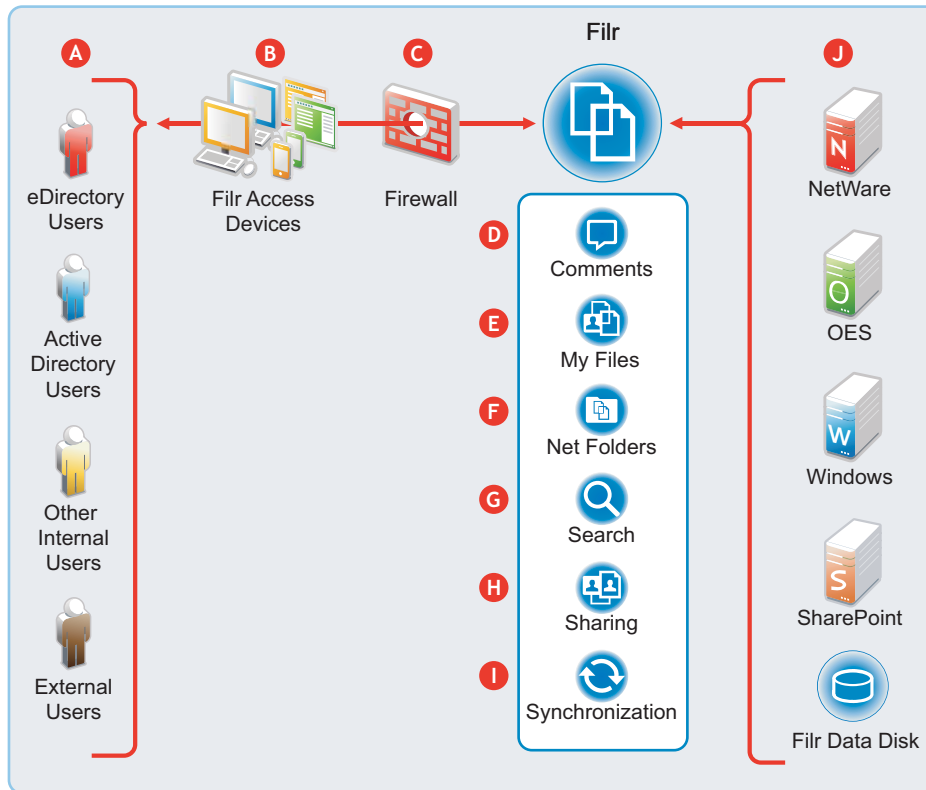 Filr
A
B
C
J
eDirectory
Users
Filr Access
Devices
Firewall
N
NetWare
D
Comments
Active
Directory
Users
O
OES
E
My Files
F
Net Folders
W
Windows
Other
Internal
Users
G
Search
H
Sharing
S
SharePoint
External
Users
I
Synchronization
Filr Data Disk